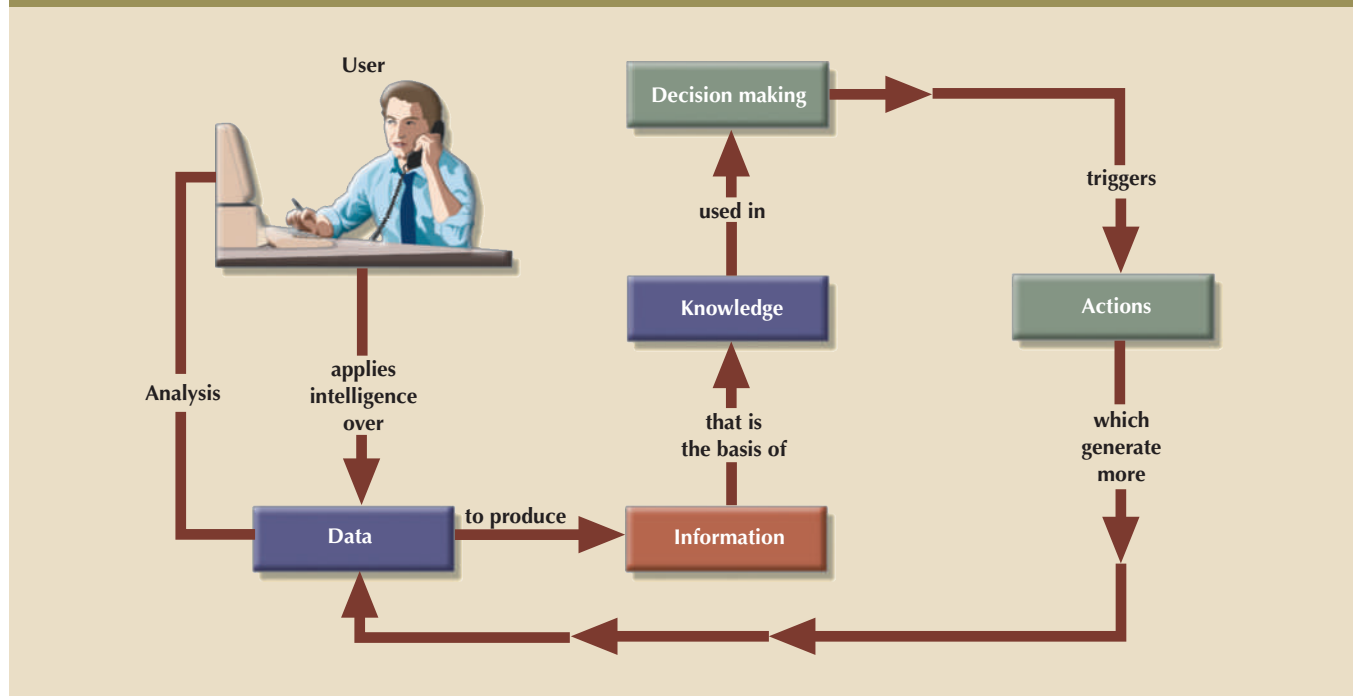 User
Decision making
triggers
used in
Knowledge
Actions
applies
intelligence
over
Analysis
that is
the basis of
which
generate
more
Data
to produce
Information